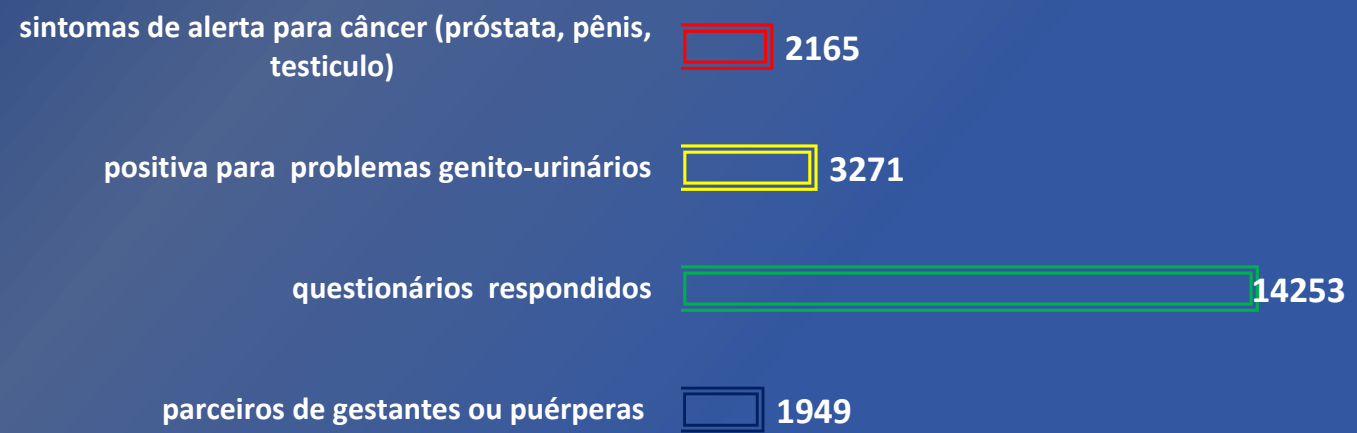 sintomas de alerta para câncer (próstata, pênis,
testiculo)
2165
positiva para problemas genito-urinários
3271
questionários respondidos
14253
parceiros de gestantes ou puérperas
1949